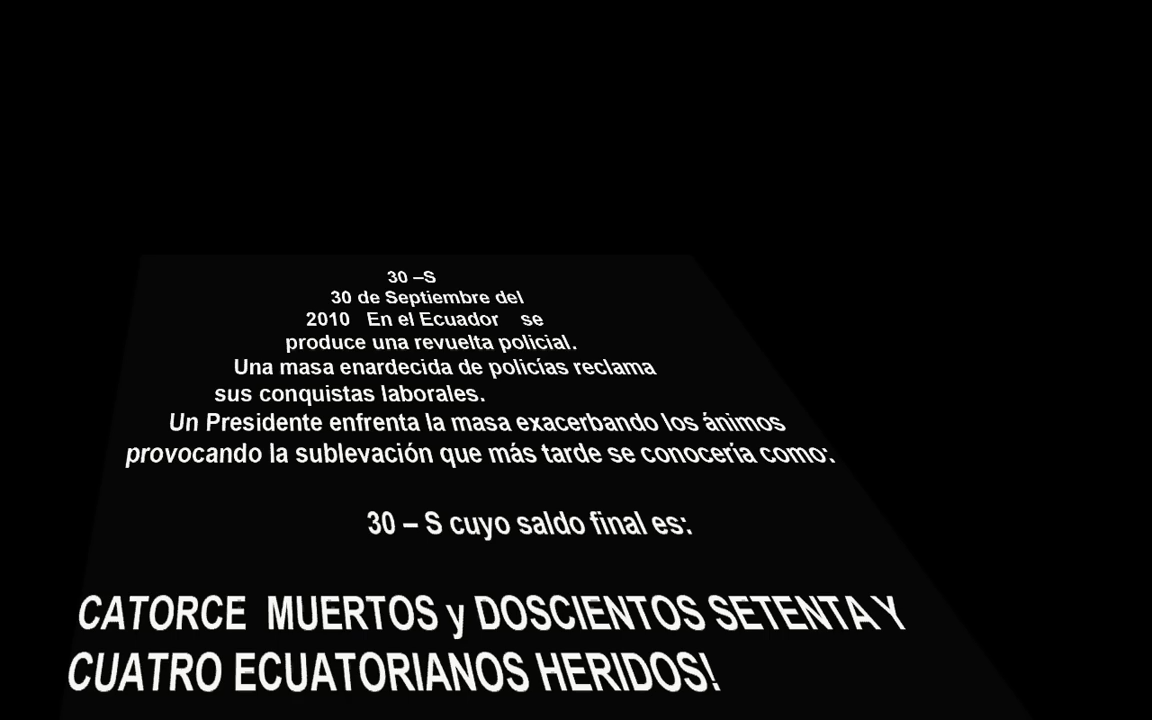 30 –S
30 de Septiembre del
2010 En el Ecuador se
produce una revuelta policial.
Una masa enardecida de policías reclama
sus conquistas laborales.
Un Presidente enfrenta la masa exacerbando los ánimos
provocando la sublevación que más tarde se conocería como:.
30 – S cuyo saldo final es:
CATORCE MUERTOS y DOSCIENTOS SETENTA Y
CUATRO ECUATORIANOS HERIDOS!